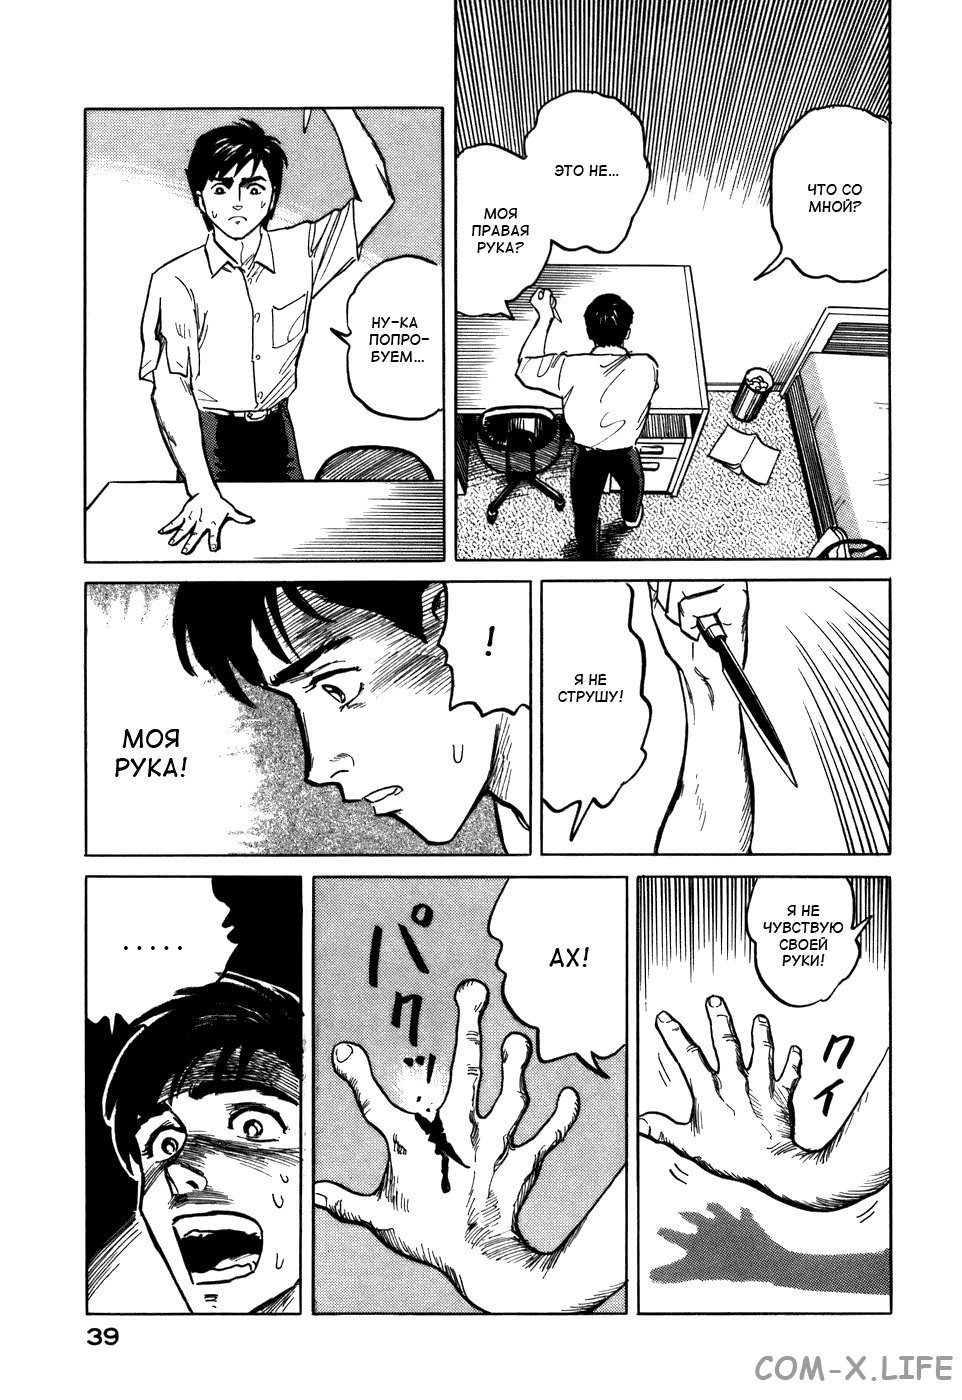 ЧТО СО
МНОЙ?
ЭТО НЕ...
МОЯ
ПРАВАЯ
РУКА?
НУ-КА
ПОПРО-
БУЕМ...
Я НЕ
СТРУШУ!
!
МОЯ
РУКА!
Я НЕ
ЧУВСТВУЮ
СВОЕЙ
РУКИ!
クイ
АХ!
パクッ
.....
39
COM-X.LIFE